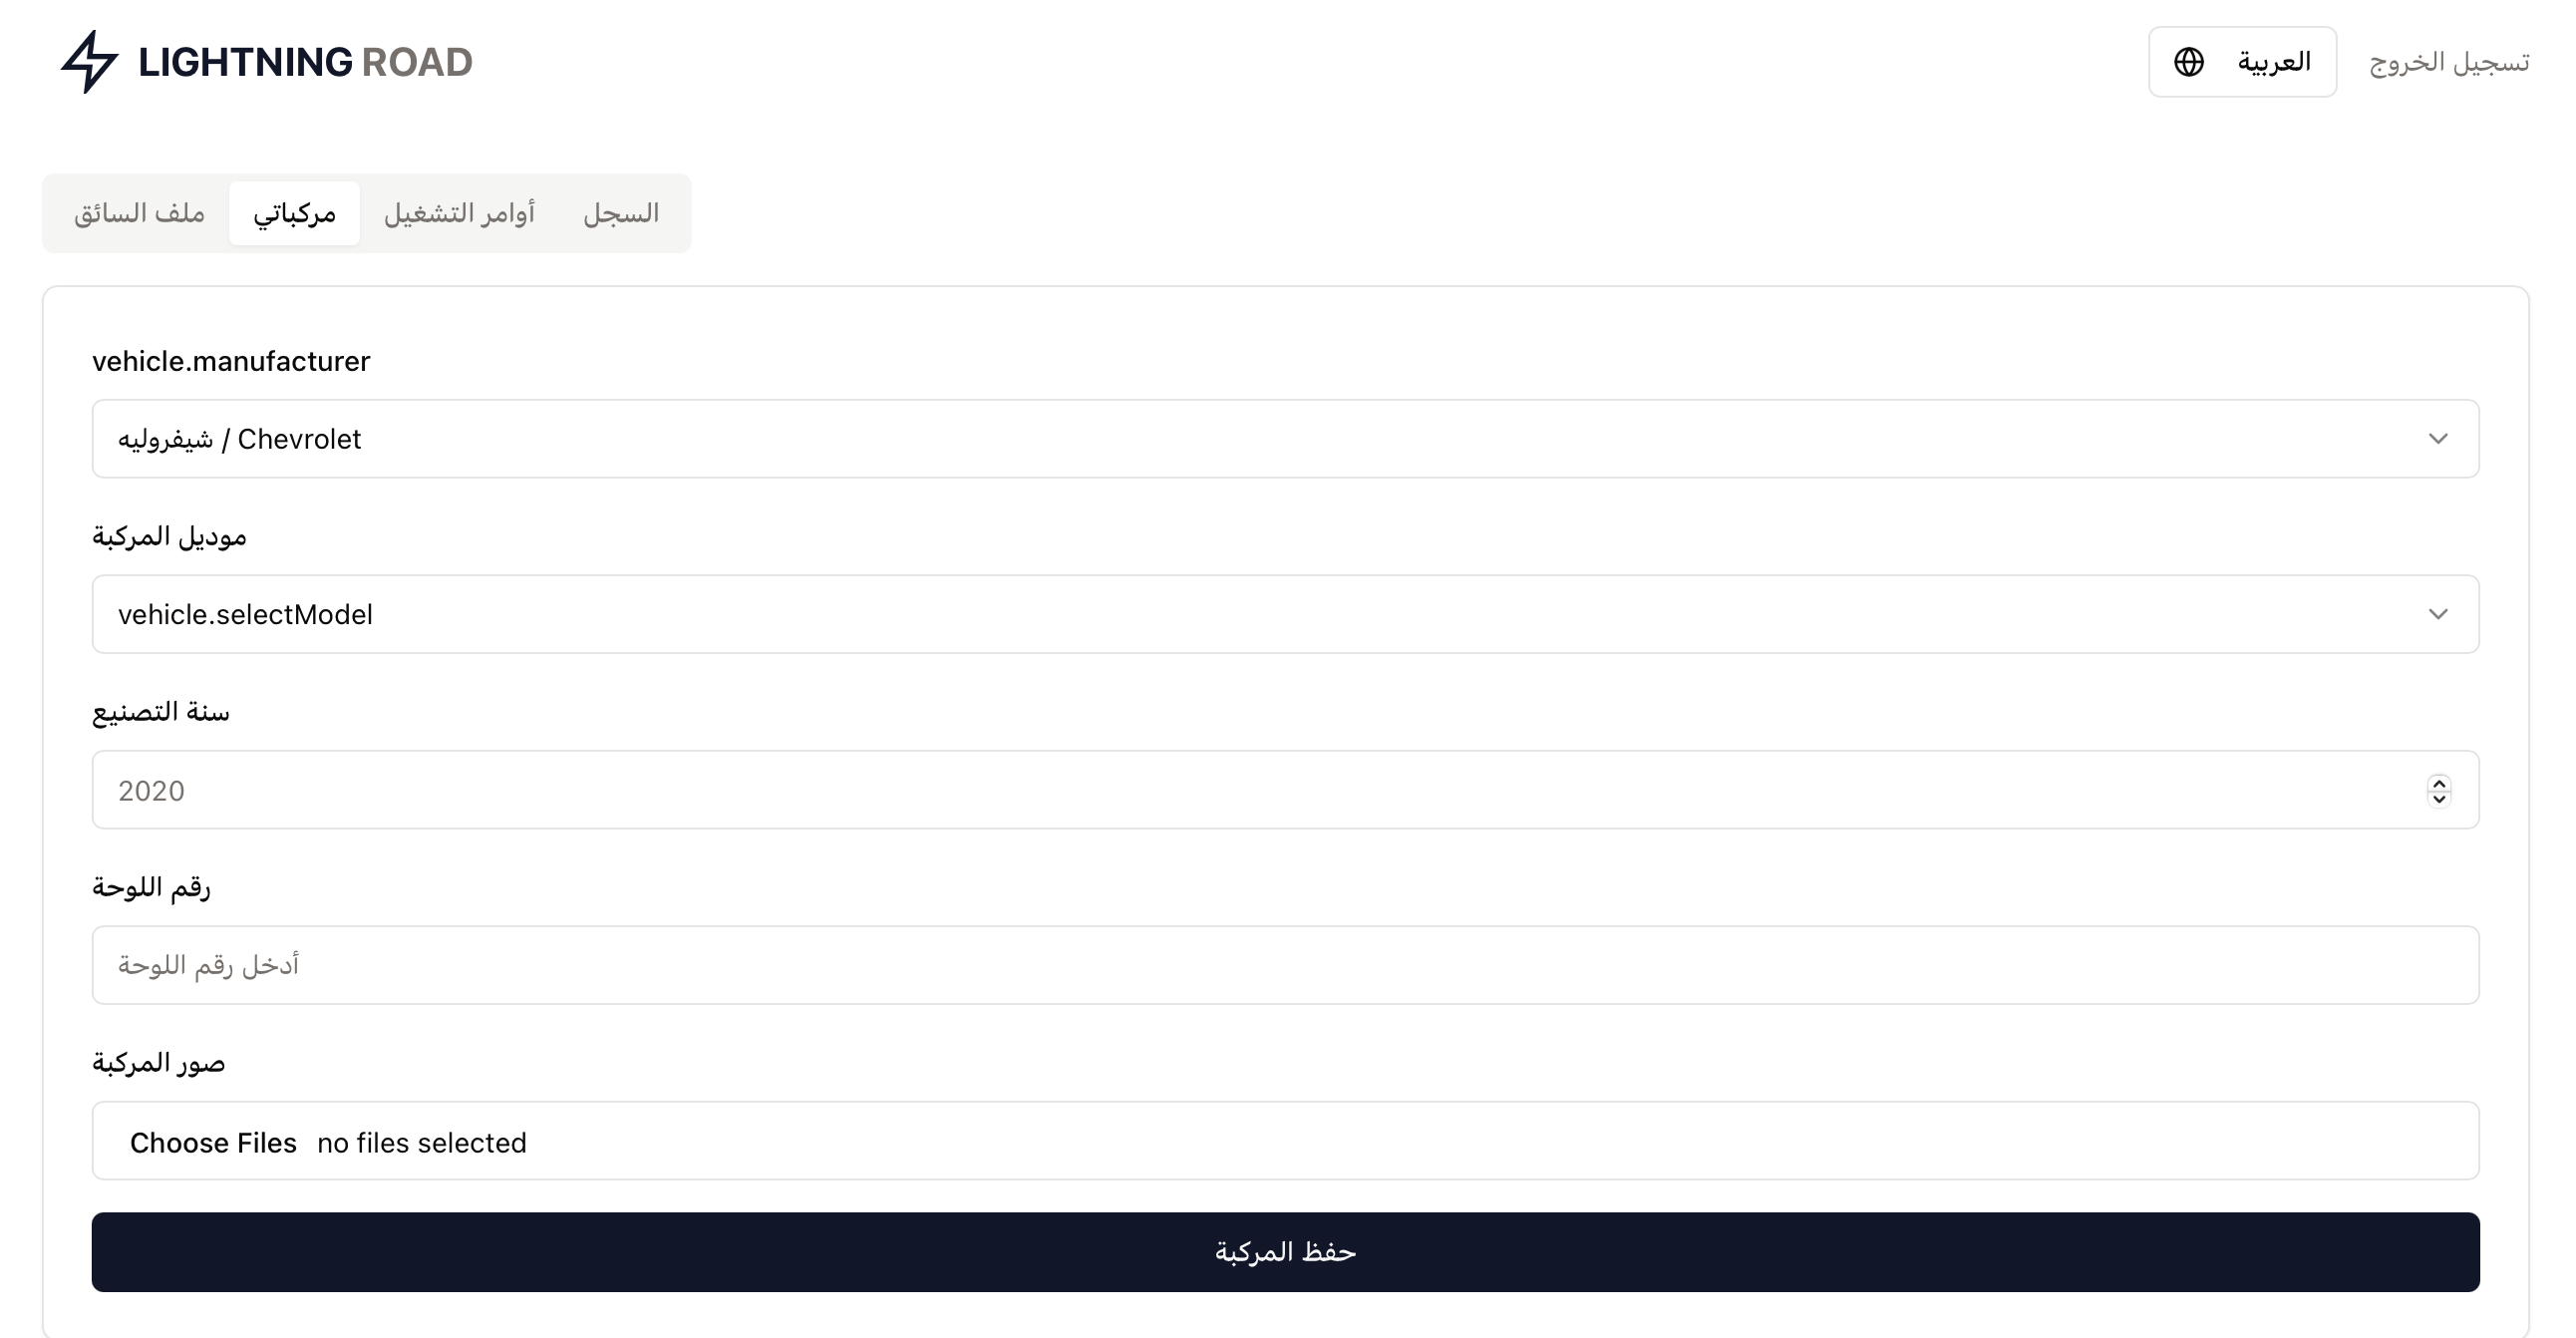 LIGHTNING ROAD
العربية
تسجيل الخروج
ملف السائق
مركباتي
أوامر التشغيل
السجل
vehicle.manufacturer
شيفروليه / Chevrolet
موديل المركبة
vehicle.selectModel
سنة التصنيع
2020
رقم اللوحة
أدخل رقم اللوحة
صور المركبة
Choose Files no files selected
حفظ المركبة